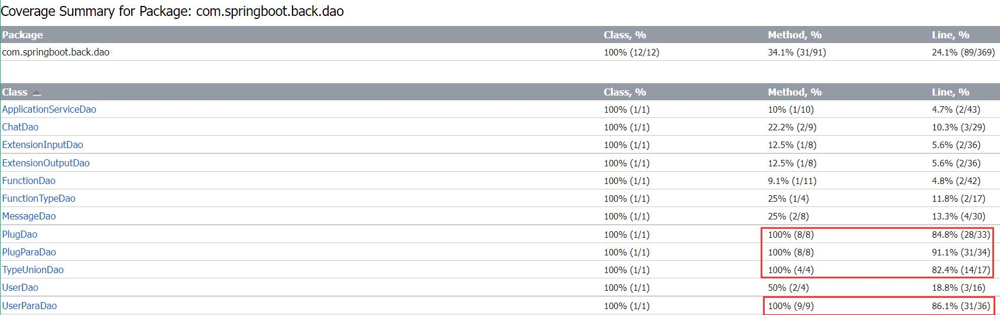 Coverage Summary for Package: com.springboot.back.dao
Package Class, % Method, % Line, %
com.springboot.back.dao 100% (12/12) 34.1% (31/91) 24.1% (89/369)
Class Class, % Method, % Line, %
ApplicationServiceDao 100% (1/1) 10% (1/10) 4.7% (2/43)
ChatDao 100% (1/1) 22.2% (2/9) 10.3% (3/29)
ExtensionInputDao 100% (1/1) 12.5% (1/8) 5.6% (2/36)
ExtensionOutputDao 100% (1/1) 12.5% (1/8) 5.6% (2/36)
FunctionDao 100% (1/1) 9.1% (1/11) 4.8% (2/42)
FunctionTypeDao 100% (1/1) 25% (1/4) 11.8% (2/17)
MessageDao 100% (1/1) 25% (2/8) 13.3% (4/30)
PlugDao 100% (1/1) 100% (8/8) 84.8% (28/33)
PlugParaDao 100% (1/1) 100% (8/8) 91.1% (31/34)
TypeUnionDao 100% (1/1) 100% (4/4) 82.4% (14/17)
UserDao 100% (1/1) 50% (2/4) 18.8% (3/16)
UserParaDao 100% (1/1) 100% (9/9) 86.1% (31/36)